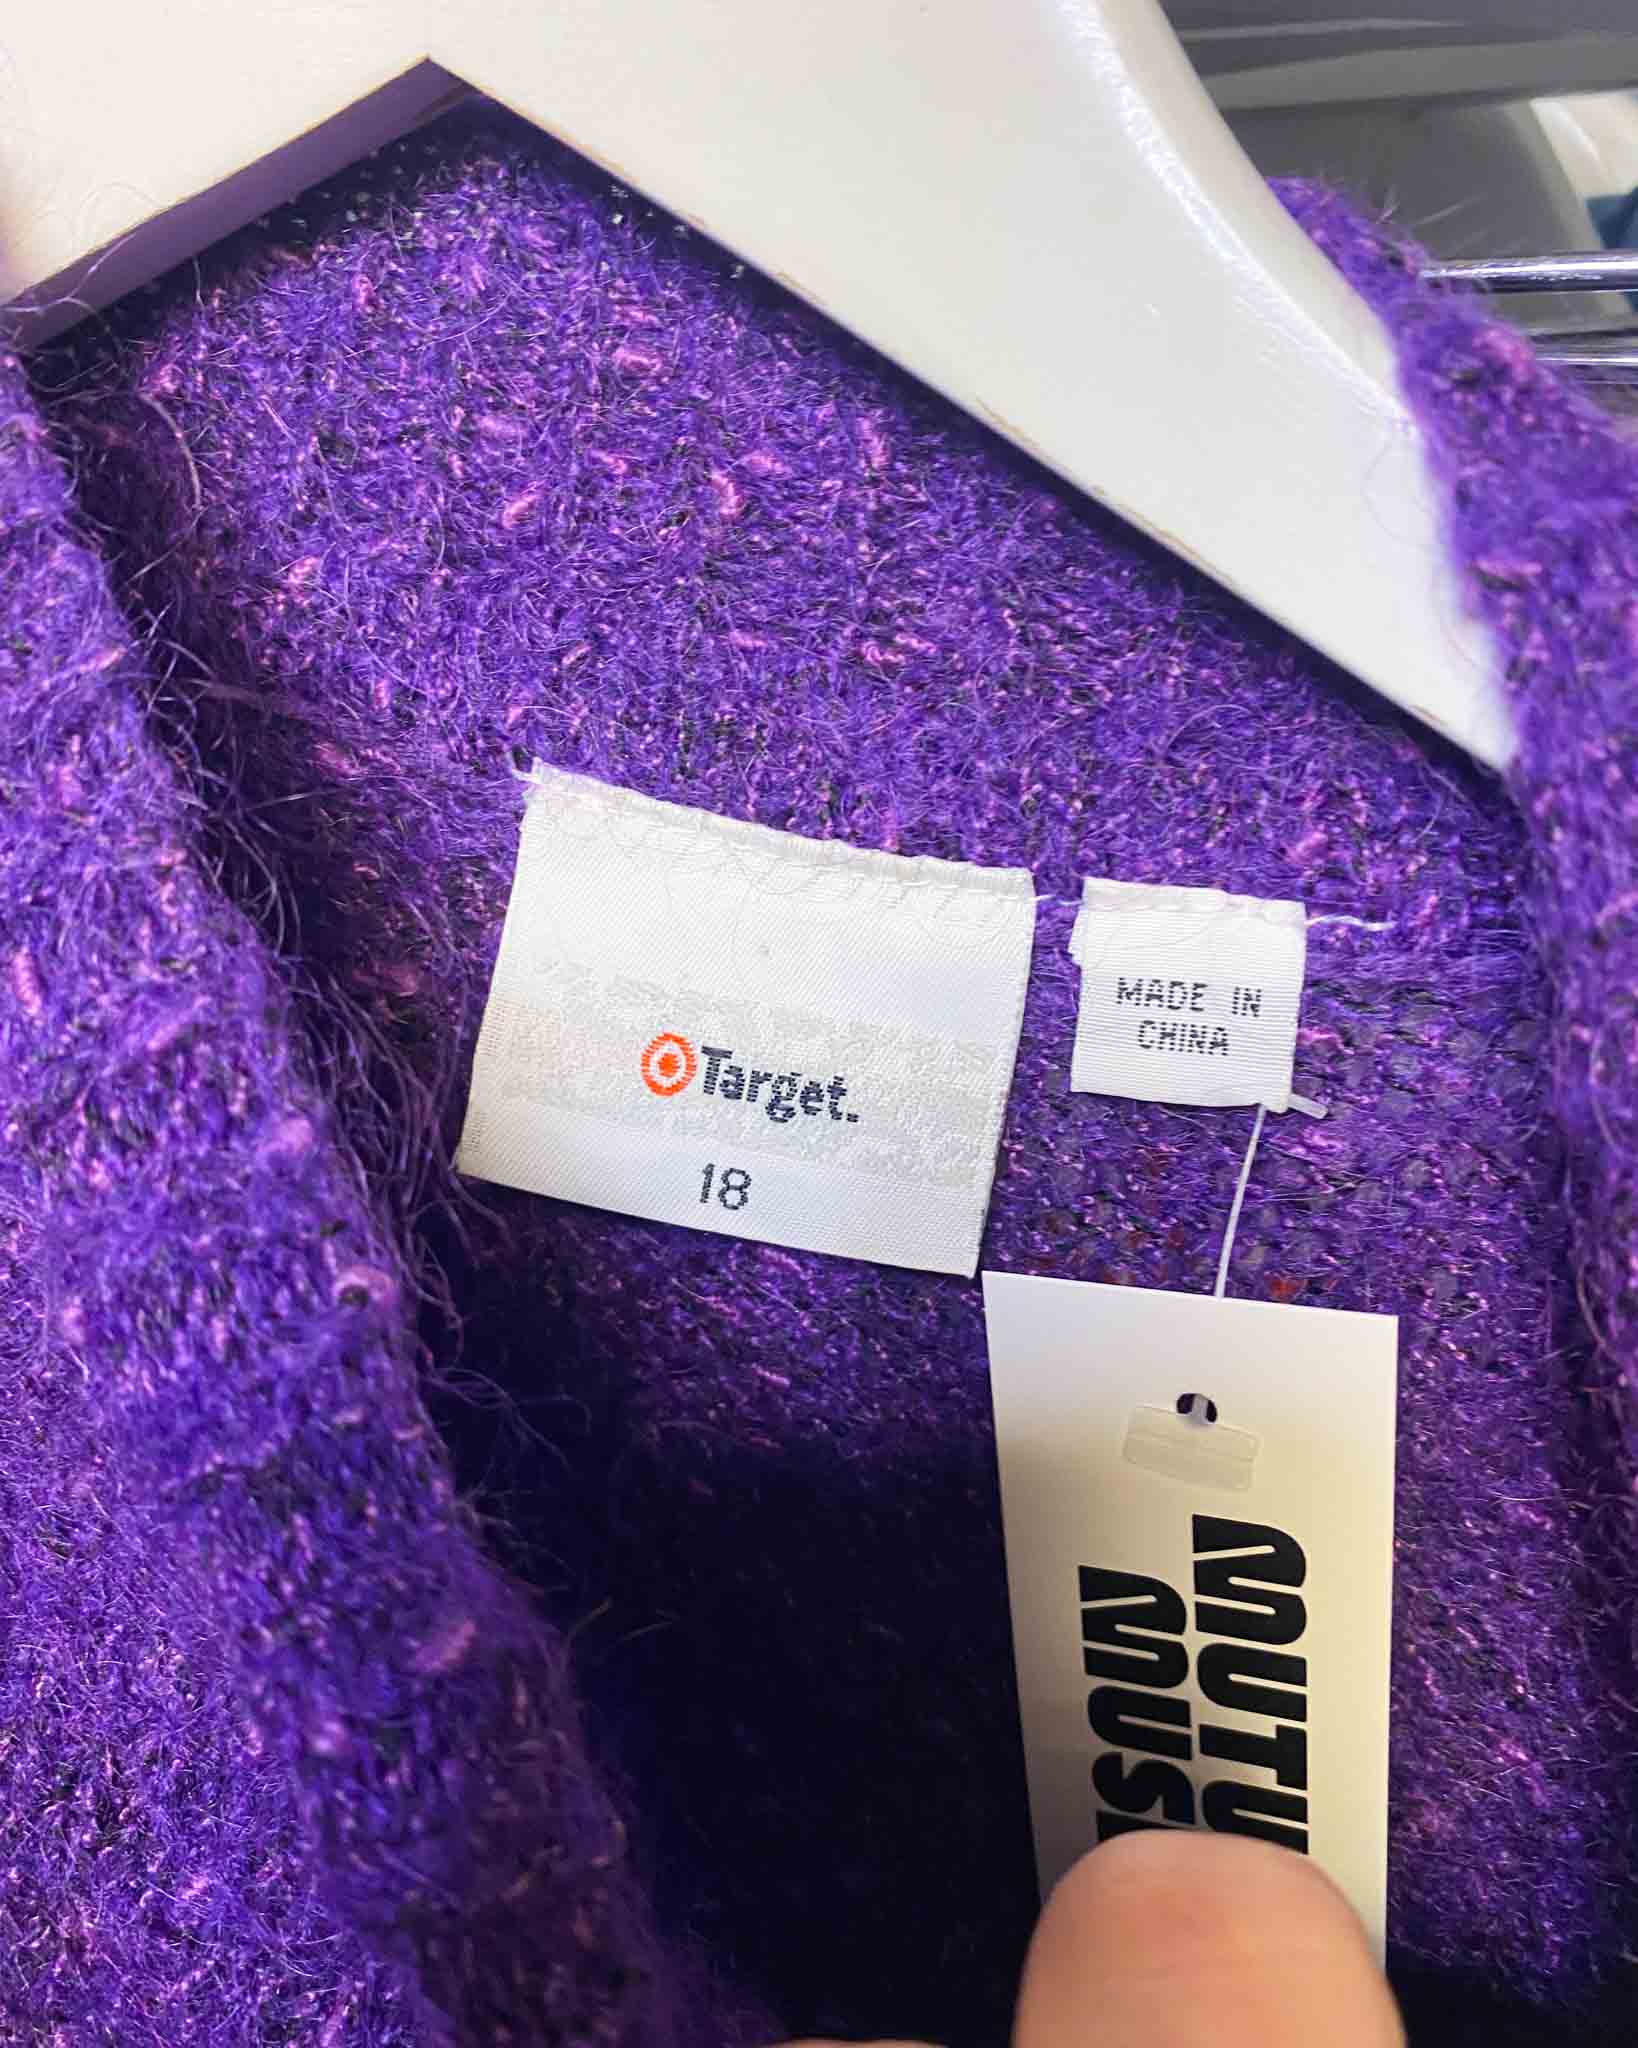 Target.
18
MADE IN
CHINA